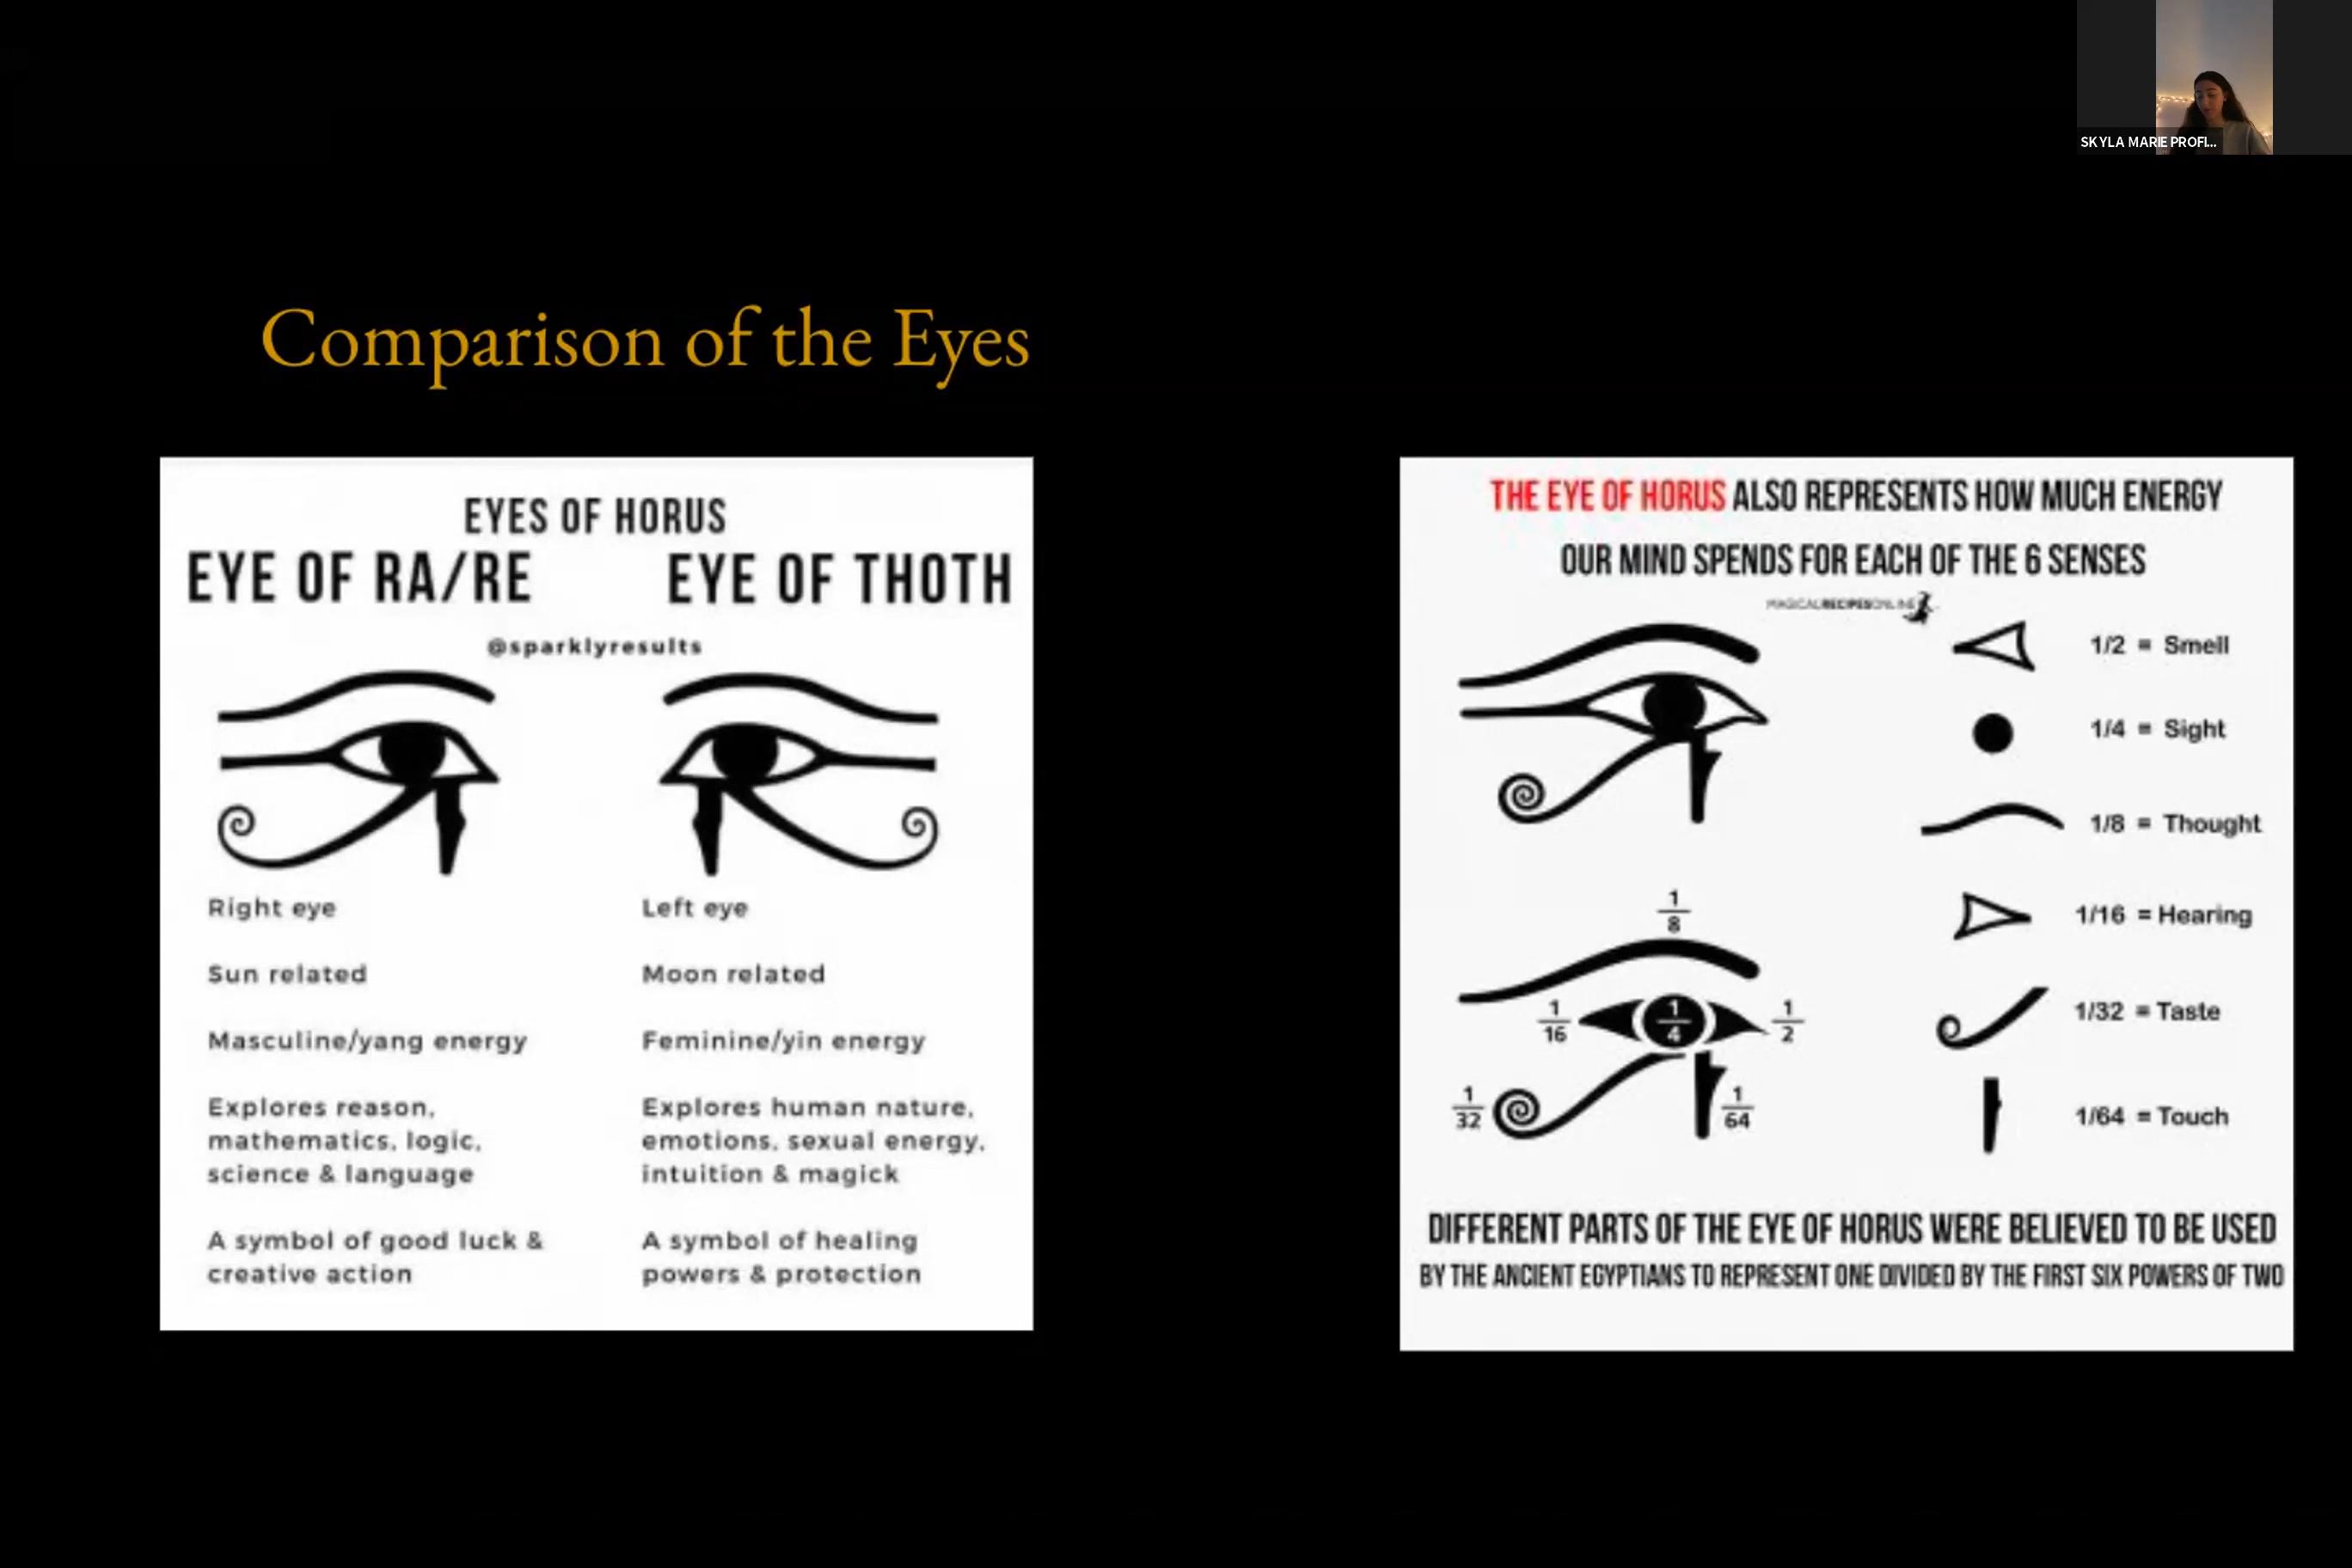 SKYLA MARIE PROFI...
Comparison of the Eyes
EYES OF HORUS
EYE OF RA/RE
EYE OF THOTH
@sparklyresults
Right eye
Sun related
Masculine/yang energy
Explores reason,
mathematics, logic,
science & language
A symbol of good luck &
creative action
Left eye
Moon related
Feminine/yin energy
Explores human nature,
emotions, sexual energy,
intuition & magick
A symbol of healing
powers & protection
THE EYE OF HORUS ALSO REPRESENTS HOW MUCH ENERGY
OUR MIND SPENDS FOR EACH OF THE 6 SENSES
MAGICALRECIPESONLINE
1/2 = Smell
1/4 = Sight
1/8 = Thought
1/16 = Hearing
1/32 = Taste
1/64 = Touch
1/8
1/16
1/4
1/2
1/32
1/64
DIFFERENT PARTS OF THE EYE OF HORUS WERE BELIEVED TO BE USED
BY THE ANCIENT EGYPTIANS TO REPRESENT ONE DIVIDED BY THE FIRST SIX POWERS OF TWO